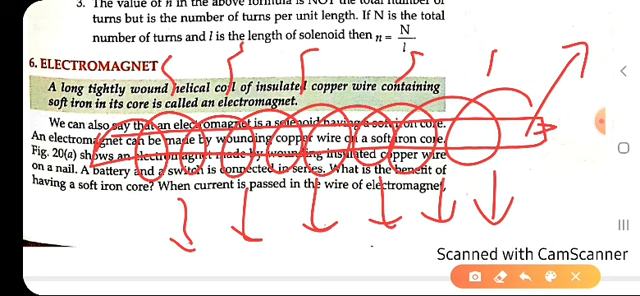 3. The value of n in the above formula is NOT the total number of
turns but is the number of turns per unit length. If N is the total
number of turns and l is the length of solenoid then n = N / l
6. ELECTROMAGNET
A long tightly wound helical coil of insulated copper wire containing
soft iron in its core is called an electromagnet.
We can also say that an electromagnet is a solenoid having a soft iron core.
An electromagnet can be made by wounding copper wire on a soft iron core.
Fig. 20(a) shows an electromagnet made by wounding insulated copper wire
on a nail. A battery and a switch is connected in series. What is the benefit of
having a soft iron core? When current is passed in the wire of electromagnet,
Scanned with CamScanner